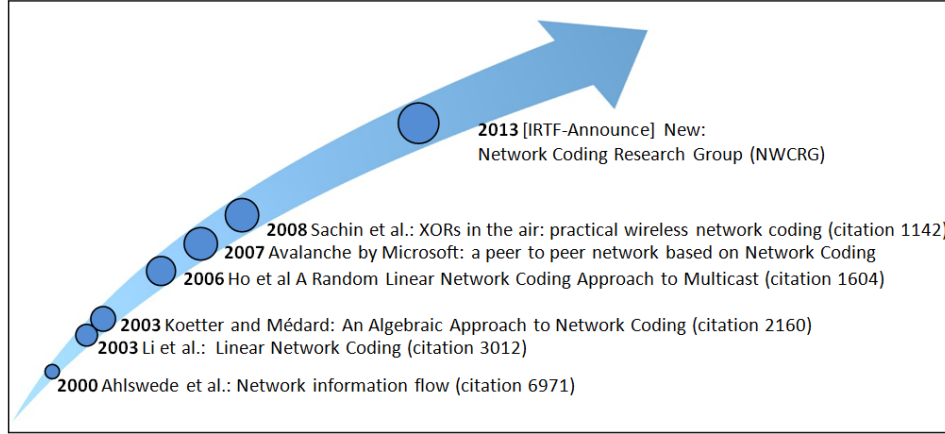 2013 [IRTF-Announce] New:
Network Coding Research Group (NWCRG)
2008 Sachin et al.: XORs in the air: practical wireless network coding (citation 1142)
2007 Avalanche by Microsoft: a peer to peer network based on Network Coding
2006 Ho et al A Random Linear Network Coding Approach to Multicast (citation 1604)
2003 Koetter and Médard: An Algebraic Approach to Network Coding (citation 2160)
2003 Li et al.: Linear Network Coding (citation 3012)
2000 Ahlswede et al.: Network information flow (citation 6971)